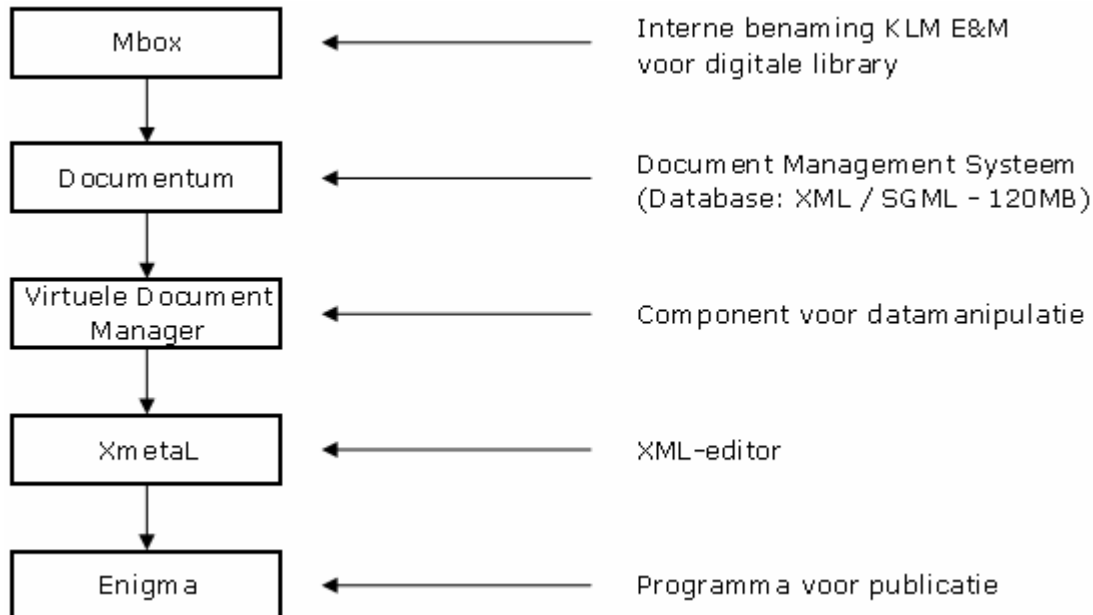 Mbox
Interne benaming KLM E&M
voor digitale library
Documentum
Document Management Systeem
(Database: XML / SGML - 120MB)
Virtuele Document
Manager
Component voor datamanipulatie
XmetaL
XML-editor
Enigma
Programma voor publicatie